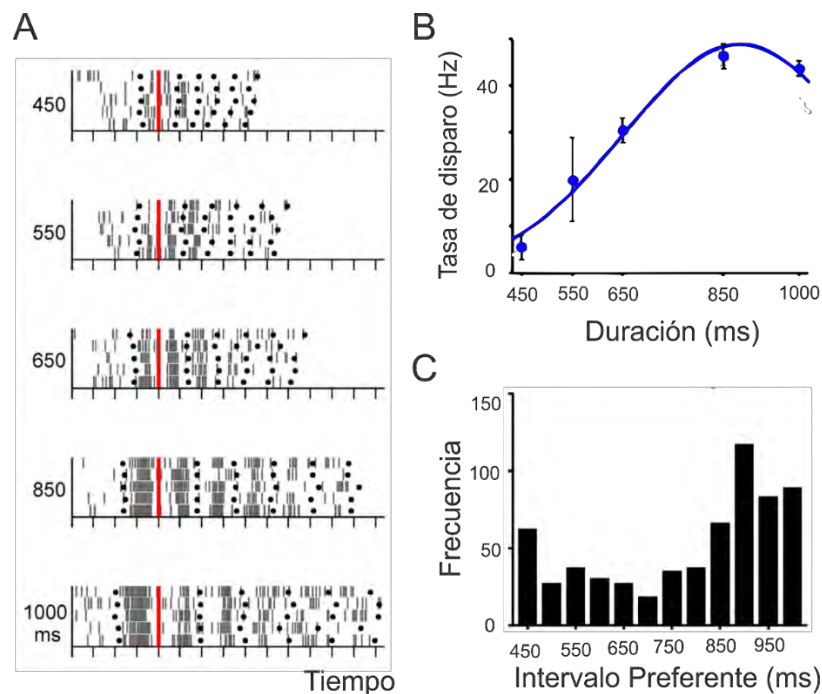 A
450
550
650
850
1000
ms
Tiempo
B
Tasa de disparo (Hz)
40
20
0
450 550 650 850 1000
Duración (ms)
C
Frecuencia
150
100
50
0
450 550 650 750 850 950
Intervalo Preferente (ms)